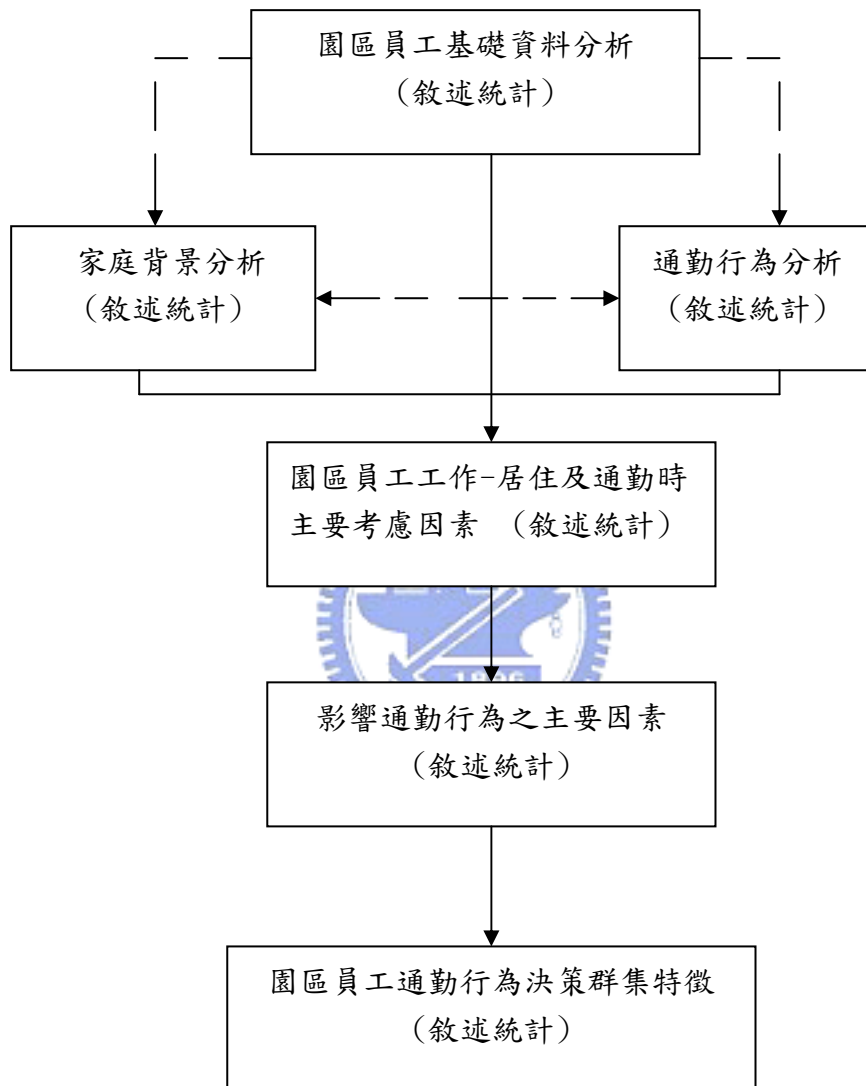 園區員工基礎資料分析
(敘述統計)
家庭背景分析
(敘述統計)
通勤行為分析
(敘述統計)
園區員工工作-居住及通勤時
主要考慮因素 (敘述統計)
影響通勤行為之主要因素
(敘述統計)
園區員工通勤行為決策群集特徵
(敘述統計)